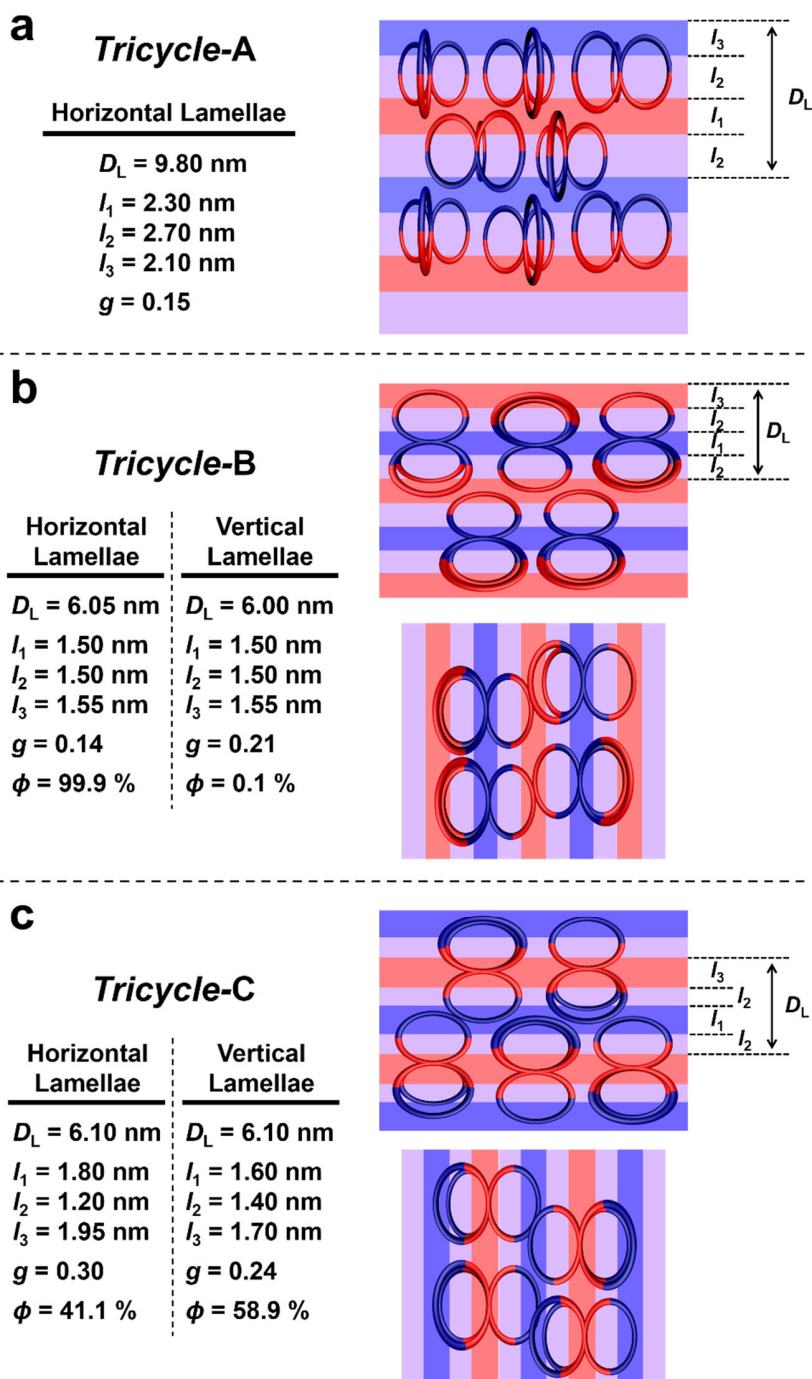 a
Tricycle-A
Horizontal Lamellae
D_L = 9.80 nm
l_1 = 2.30 nm
l_2 = 2.70 nm
l_3 = 2.10 nm
g = 0.15
l_3
l_2
l_1
l_2
D_L
b
Tricycle-B
Horizontal Lamellae
D_L = 6.05 nm
l_1 = 1.50 nm
l_2 = 1.50 nm
l_3 = 1.55 nm
g = 0.14
ϕ = 99.9 %
Vertical Lamellae
D_L = 6.00 nm
l_1 = 1.50 nm
l_2 = 1.50 nm
l_3 = 1.55 nm
g = 0.21
ϕ = 0.1 %
l_3
l_2
l_1
l_2
D_L
c
Tricycle-C
Horizontal Lamellae
D_L = 6.10 nm
l_1 = 1.80 nm
l_2 = 1.20 nm
l_3 = 1.95 nm
g = 0.30
ϕ = 41.1 %
Vertical Lamellae
D_L = 6.10 nm
l_1 = 1.60 nm
l_2 = 1.40 nm
l_3 = 1.70 nm
g = 0.24
ϕ = 58.9 %
l_3
l_2
l_1
l_2
D_L